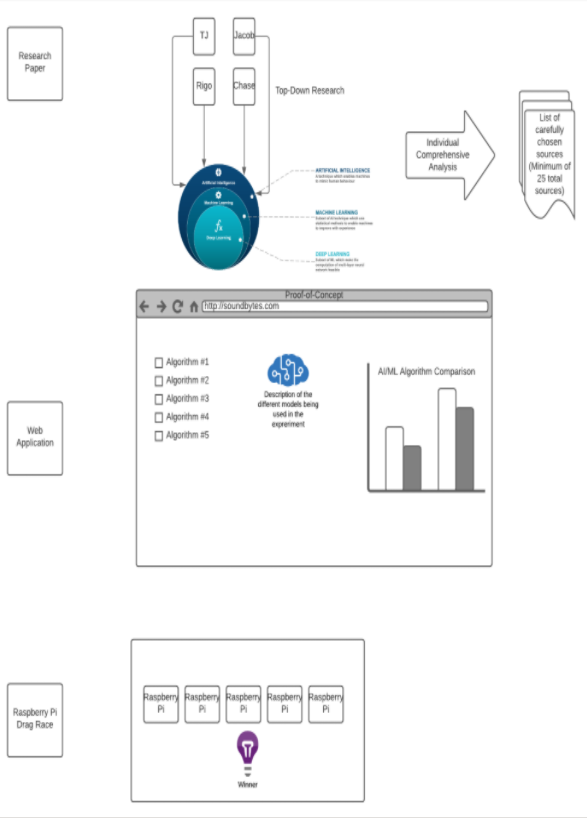 Research
Paper
TJ
Jacob
Rigo
Chase
Top-Down Research
Artificial Intelligence
Machine Learning
Deep Learning
ARTIFICIAL INTELLIGENCE
MACHINE LEARNING
DEEP LEARNING
Individual
Comprehensive
Analysis
List of
carefully
chosen
sources
(Minimum of
25 total
sources)
Proof-of-Concept
http://soundbytes.com
Web
Application
Algorithm #1
Algorithm #2
Algorithm #3
Algorithm #4
Algorithm #5
Description of the
different models being
used in the
expreriment
AI/ML Algorithm Comparison
Raspberry Pi
Drag Race
Raspberry
Pi
Raspberry
Pi
Raspberry
Pi
Raspberry
Pi
Raspberry
Pi
Winner